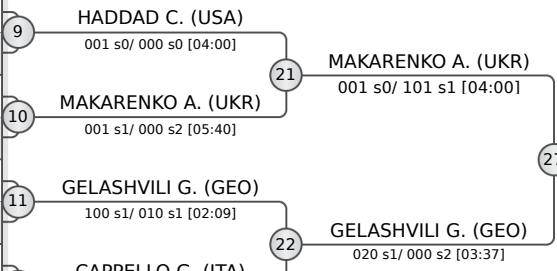 HADDAD C. (USA)
9
001 s0/ 000 s0 [04:00]
MAKARENKO A. (UKR)
21
001 s0/ 101 s1 [04:00]
MAKARENKO A. (UKR)
10
001 s1/ 000 s2 [05:40]
27
GELASHVILI G. (GEO)
11
100 s1/ 010 s1 [02:09]
GELASHVILI G. (GEO)
22
020 s1/ 000 s2 [03:37]
CAPPELLO G. (ITA)